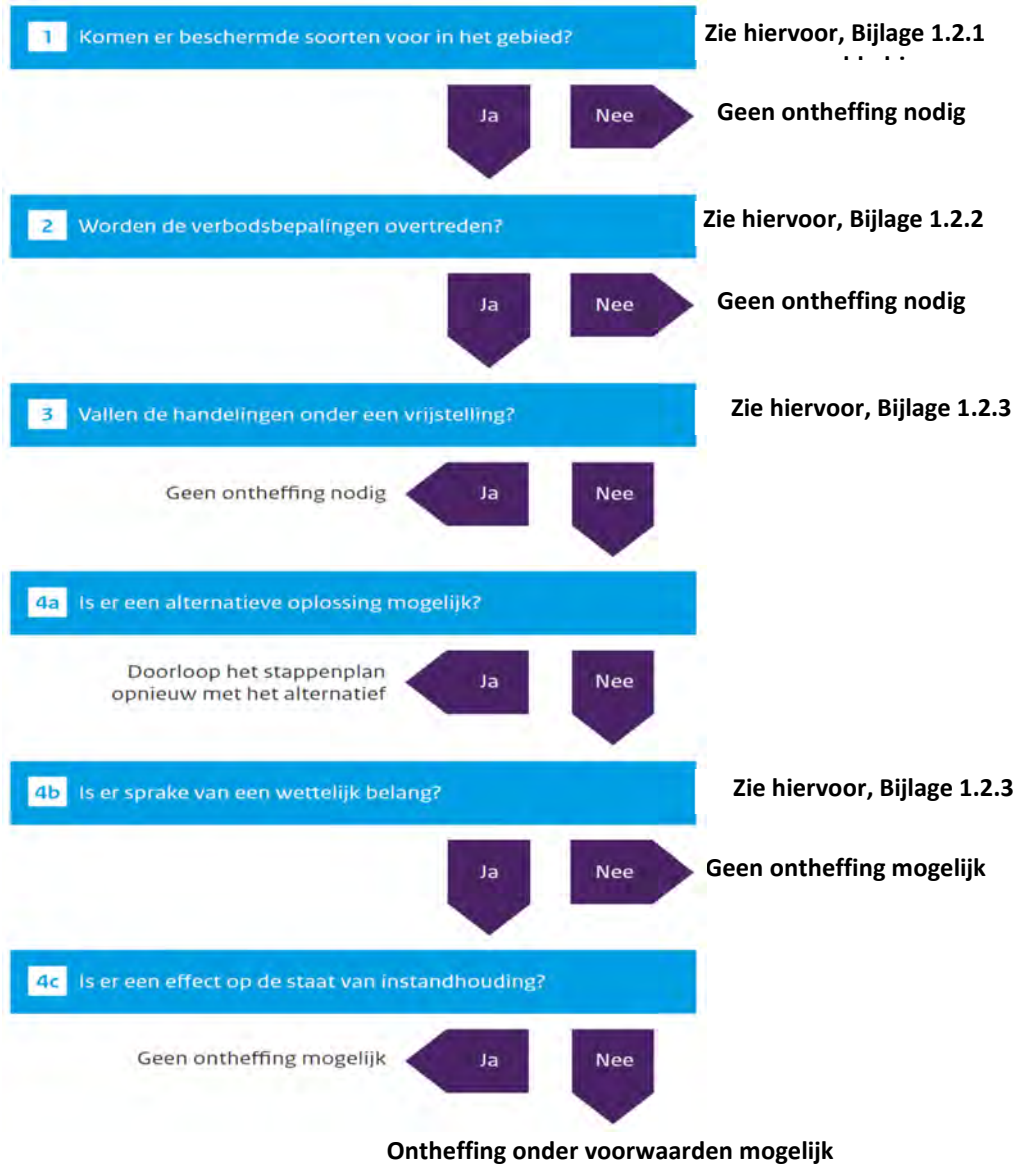 1 Komen er beschermde soorten voor in het gebied?
Zie hiervoor, Bijlage 1.2.1
Ja
Nee
Geen ontheffing nodig
2 Worden de verbodsbepalingen overtreden?
Zie hiervoor, Bijlage 1.2.2
Ja
Nee
Geen ontheffing nodig
3 Vallen de handelingen onder een vrijstelling?
Zie hiervoor, Bijlage 1.2.3
Geen ontheffing nodig
Ja
Nee
4a Is er een alternatieve oplossing mogelijk?
Doorloop het stappenplan
opnieuw met het alternatief
Ja
Nee
4b Is er sprake van een wettelijk belang?
Zie hiervoor, Bijlage 1.2.3
Ja
Nee
Geen ontheffing mogelijk
4c Is er een effect op de staat van instandhouding?
Geen ontheffing mogelijk
Ja
Nee
Ontheffing onder voorwaarden mogelijk